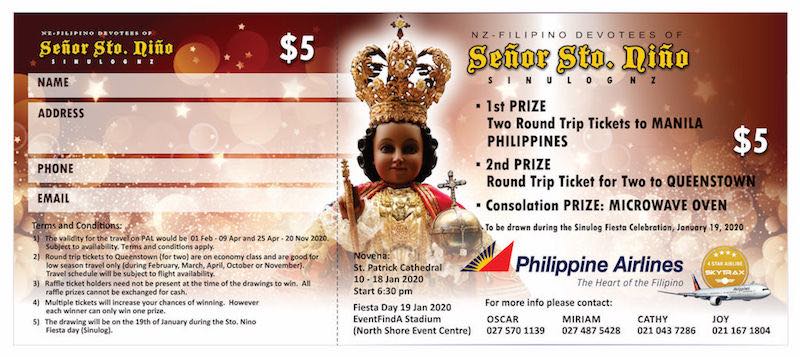 NZ-FILIPINO DEVOTEES OF
Señor Sto. Niño
SINULOGNZ
$5
NAME
ADDRESS
PHONE
EMAIL
Terms and Conditions:
1) The validity for the travel on PAL would be 01 Feb - 09 Apr and 25 Apr - 20 Nov 2020.
Subject to availability. Terms and conditions apply.
2) Round trip tickets to Queenstown (for two) are on economy class and are good for
low season travel only (during February, March, April, October or November).
Travel schedule will be subject to flight availability.
3) Raffle ticket holders need not be present at the time of the drawings to win. All
raffle prizes cannot be exchanged for cash.
4) Multiple tickets will increase your chances of winning. However
each winner can only win one prize.
5) The drawing will be on the 19th of January during the Sto. Nino
Fiesta day (Sinulog).
Novena:
St. Patrick Cathedral
10 - 18 Jan 2020
Start 6:30 pm
Fiesta Day 19 Jan 2020
EventFindA Stadium
(North Shore Event Centre)
NZ-FILIPINO DEVOTEES OF
Señor Sto. Niño
SINULOGNZ
▪ 1st PRIZE
Two Round Trip Tickets to MANILA
PHILIPPINES
$5
▪ 2nd PRIZE
Round Trip Ticket for Two to QUEENSTOWN
▪ Consolation PRIZE: MICROWAVE OVEN
- To be drawn during the Sinulog Fiesta Celebration, January 19, 2020
Philippine Airlines
The Heart of the Filipino
4 STAR AIRLINE
SKYTRAX
For more info please contact:
OSCAR MIRIAM CATHY JOY
027 570 1139 027 487 5428 021 043 7286 021 167 1804